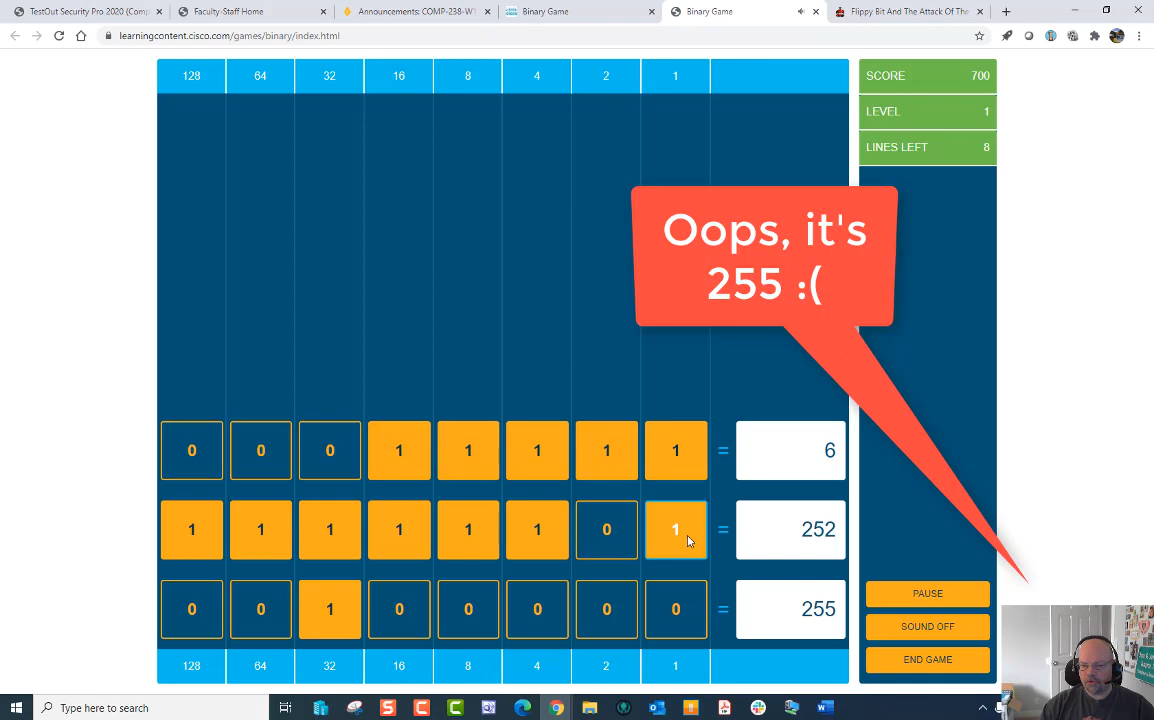 TestOut Security Pro 2020 (Comp
Faculty-Staff Home
Announcements: COMP-238-W
Binary Game
Binary Game
Flippy Bit And The Attack Of The
learningcontent.cisco.com/games/binary/index.html
128 64 32 16 8 4 2 1
SCORE 700
LEVEL 1
LINES LEFT 8
Oops, it's
255 :(
0 0 0 1 1 1 1 1 = 6
1 1 1 1 1 1 0 1 = 252
0 0 1 0 0 0 0 0 = 255
PAUSE
SOUND OFF
END GAME
128 64 32 16 8 4 2 1
Type here to search